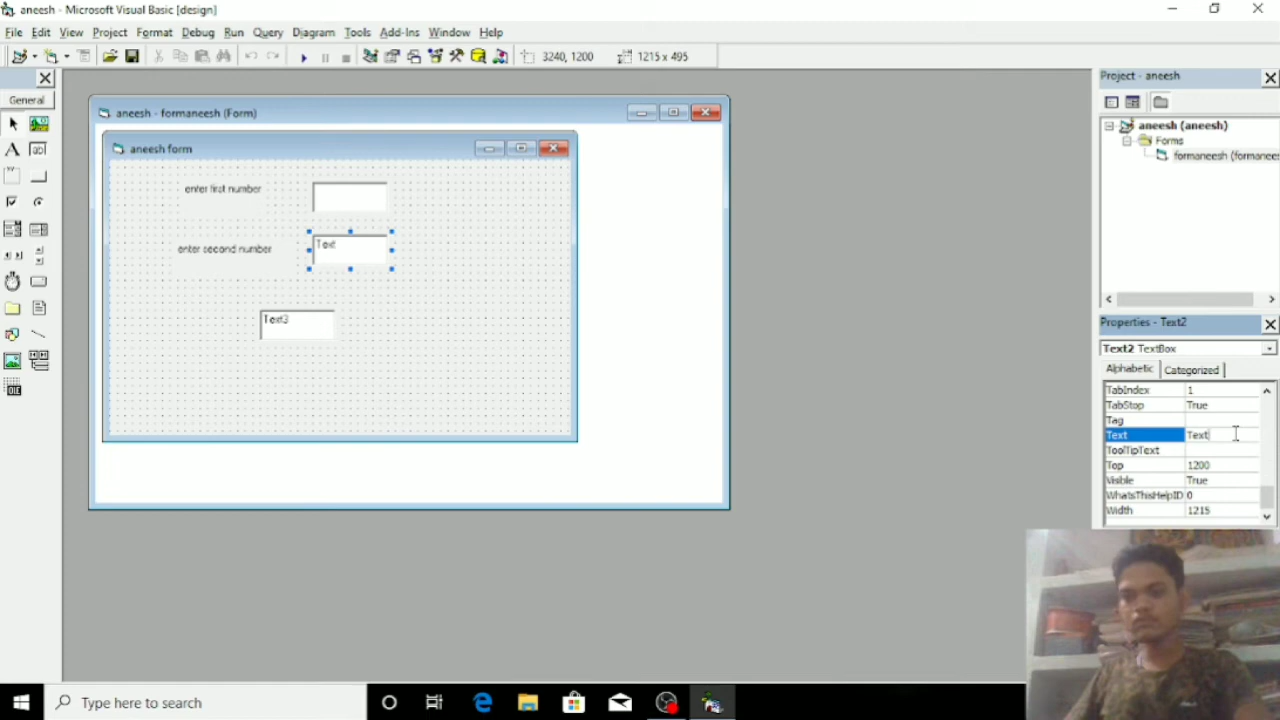 aneesh - Microsoft Visual Basic [design]
File Edit View Project Format Debug Run Query Diagram Tools Add-Ins Window Help
3240, 1200 1215 x 495
General
aneesh - formaneesh (Form)
aneesh form
enter first number
enter second number
Text
Text3
Project - aneesh
aneesh (aneesh)
Forms
formaneesh (formanees
Properties - Text2
Text2 TextBox
Alphabetic Categorized
TabIndex 1
TabStop True
Tag
Text Text
ToolTipText
Top 1200
Visible True
WhatsThisHelpID 0
Width 1215
Type here to search